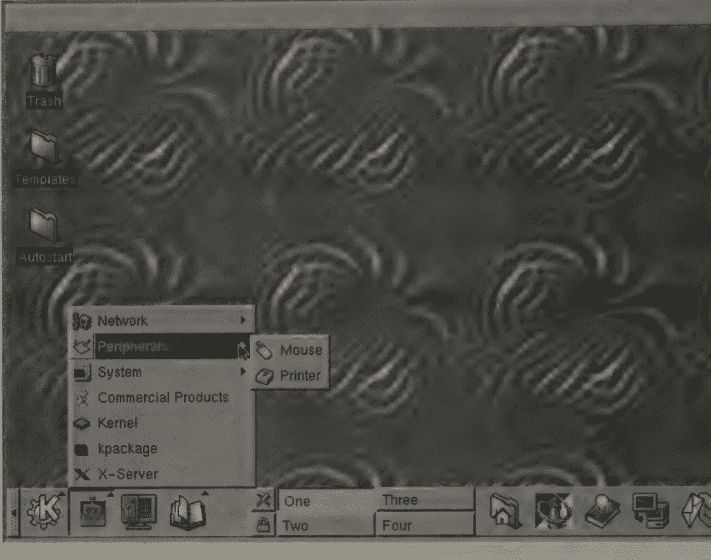 Trash
Templates
Autostart
Network
Peripherals
Mouse
System
Printer
Commercial Products
Kernel
kpackage
X-Server
One
Three
Two
Four